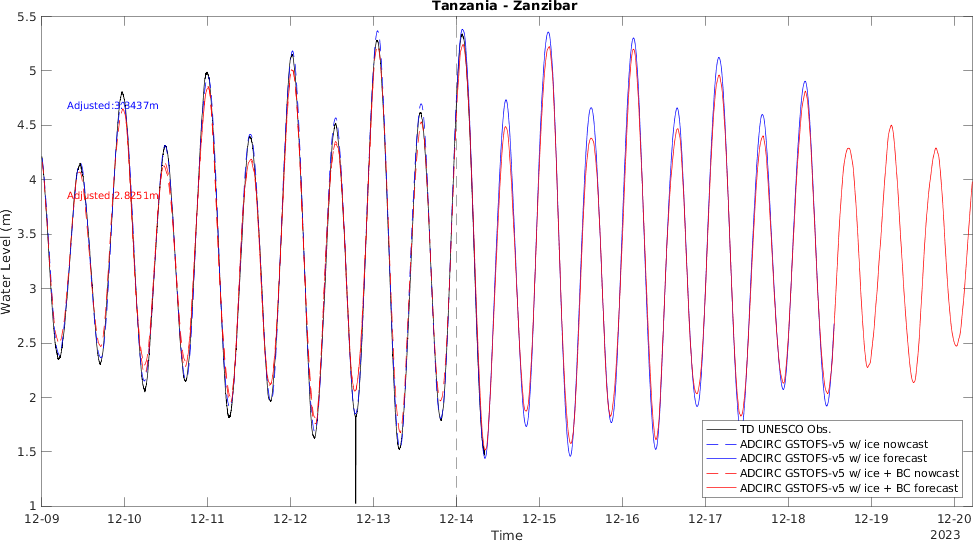 Tanzania - Zanzibar
5.5
5
4.5
4
3.5
3
2.5
2
1.5
1
Water Level (m)
Adjusted:3.8437m
Adjusted:2.8251m
TD UNESCO Obs.
ADCIRC GSTOFS-v5 w/ ice nowcast
ADCIRC GSTOFS-v5 w/ ice forecast
ADCIRC GSTOFS-v5 w/ ice + BC nowcast
ADCIRC GSTOFS-v5 w/ ice + BC forecast
12-09 12-10 12-11 12-12 12-13 12-14 12-15 12-16 12-17 12-18 12-19 12-20
Time
2023